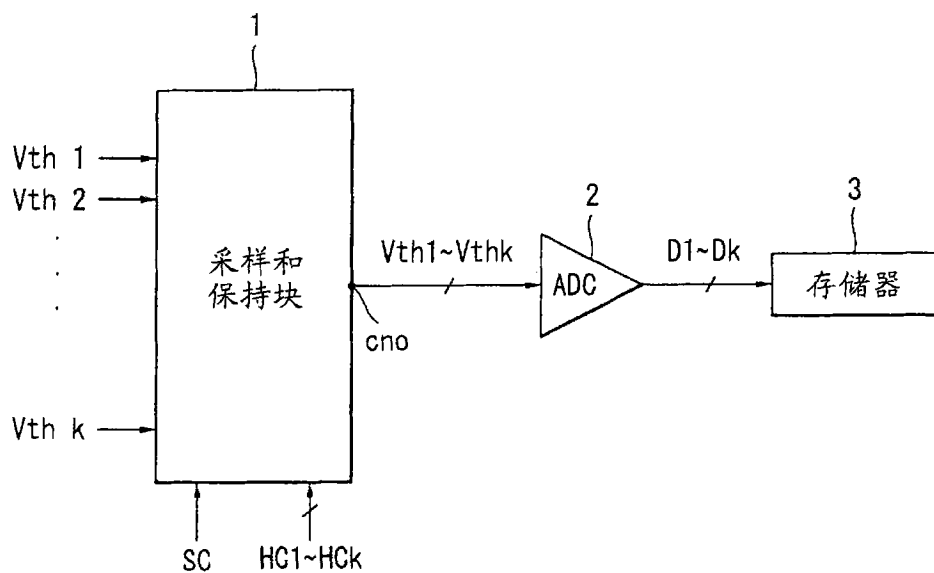 1
Vth 1
Vth 2
Vth k
采样和
保持块
cno
SC
HC1~HCk
Vth1~Vthk
2
ADC
D1~Dk
3
存储器